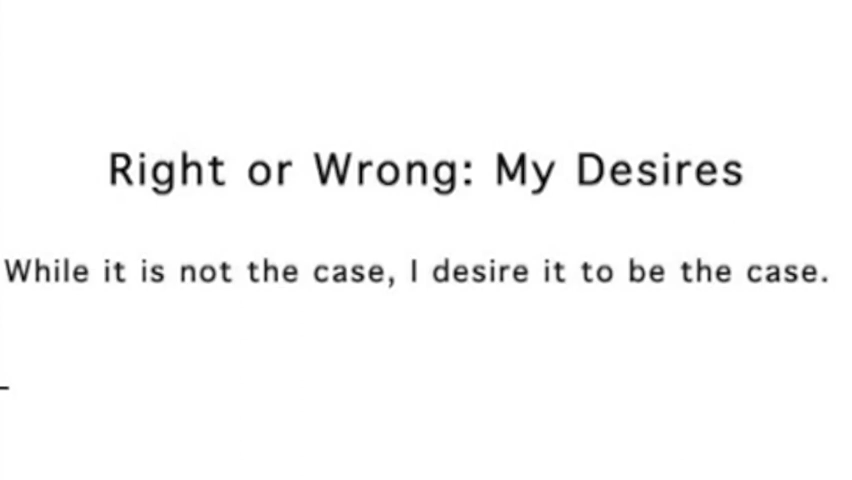 Right or Wrong: My Desires
While it is not the case, I desire it to be the case.